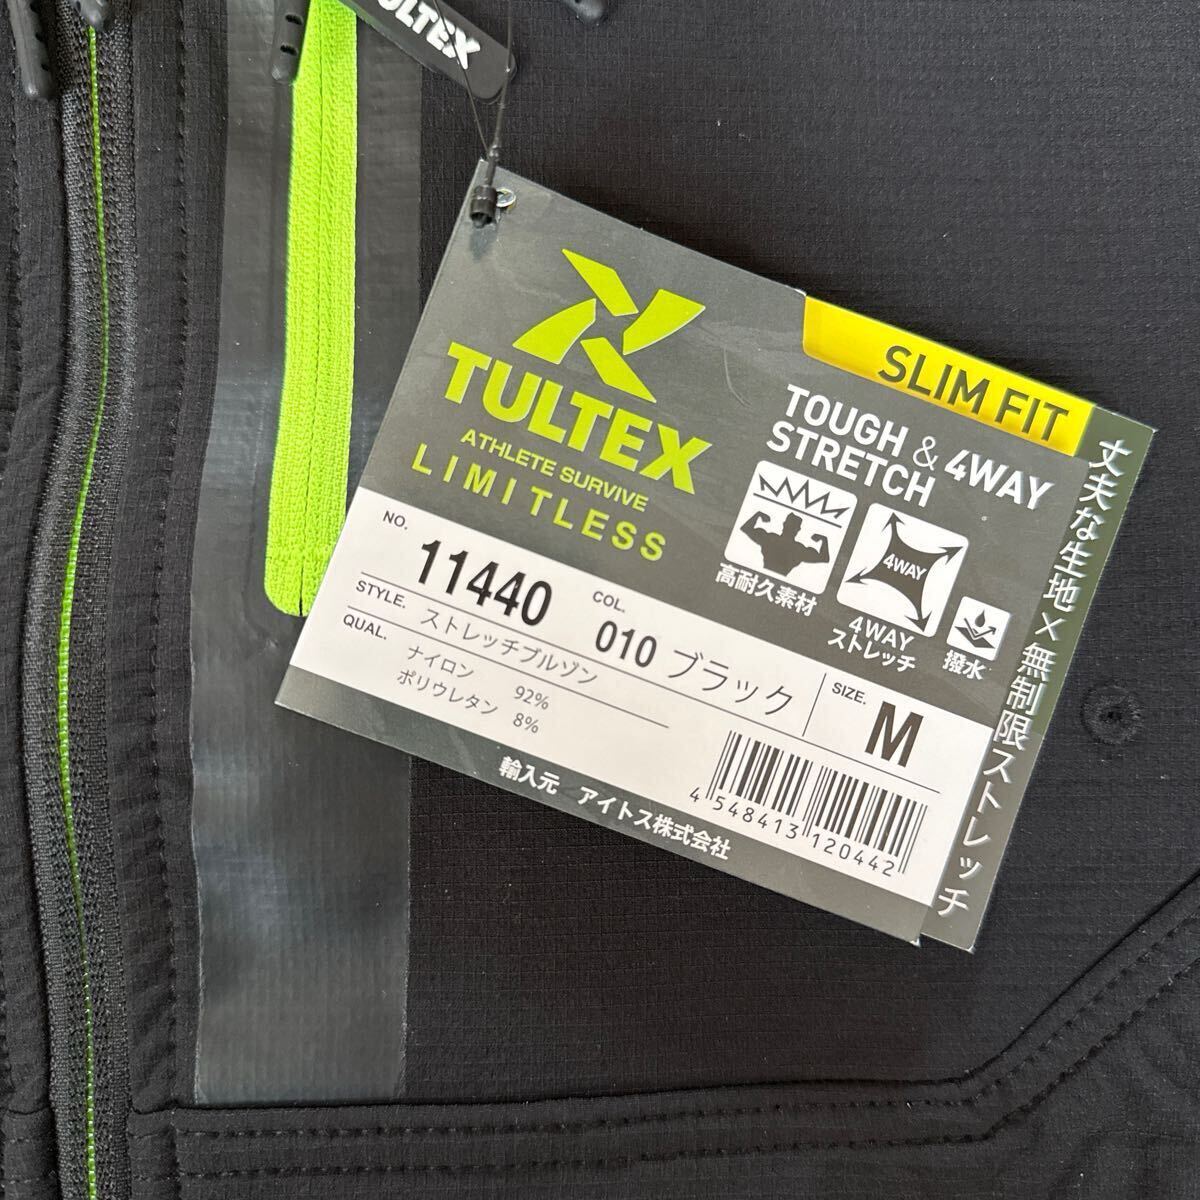 ULTEX
TULTEX
ATHLETE SURVIVE
LIMITLESS
SLIM FIT
TOUGH & 4WAY
STRETCH
高耐久素材
4WAY
4WAY
ストレッチ
撥水
丈夫な生地×無制限ストレッチ
NO. 11440 COL. 010 ブラック SIZE. M
STYLE. ストレッチブルゾン
QUAL. ナイロン 92%
ポリウレタン 8%
4 548413 120442
輸入元 アイトス株式会社